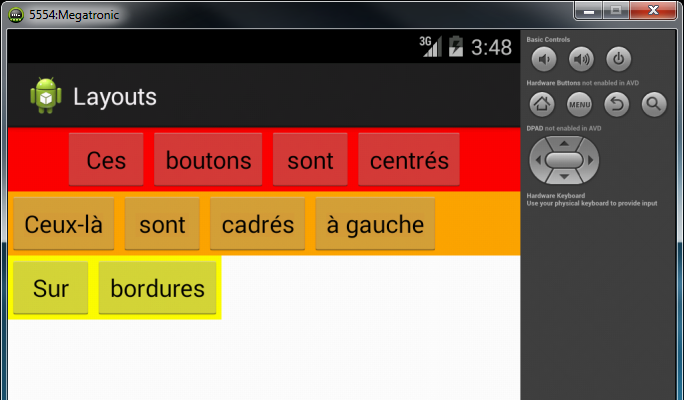 5554:Megatronic
3G 3:48
Layouts
Ces boutons sont centrés
Ceux-là sont cadrés à gauche
Sur bordures
Basic Controls
Hardware Buttons not enabled in AVD
MENU
DPAD not enabled in AVD
Hardware Keyboard
Use your physical keyboard to provide input